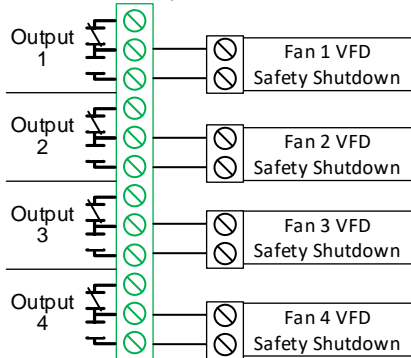 Output
1
Fan 1 VFD
Safety Shutdown
Output
2
Fan 2 VFD
Safety Shutdown
Output
3
Fan 3 VFD
Safety Shutdown
Output
4
Fan 4 VFD
Safety Shutdown